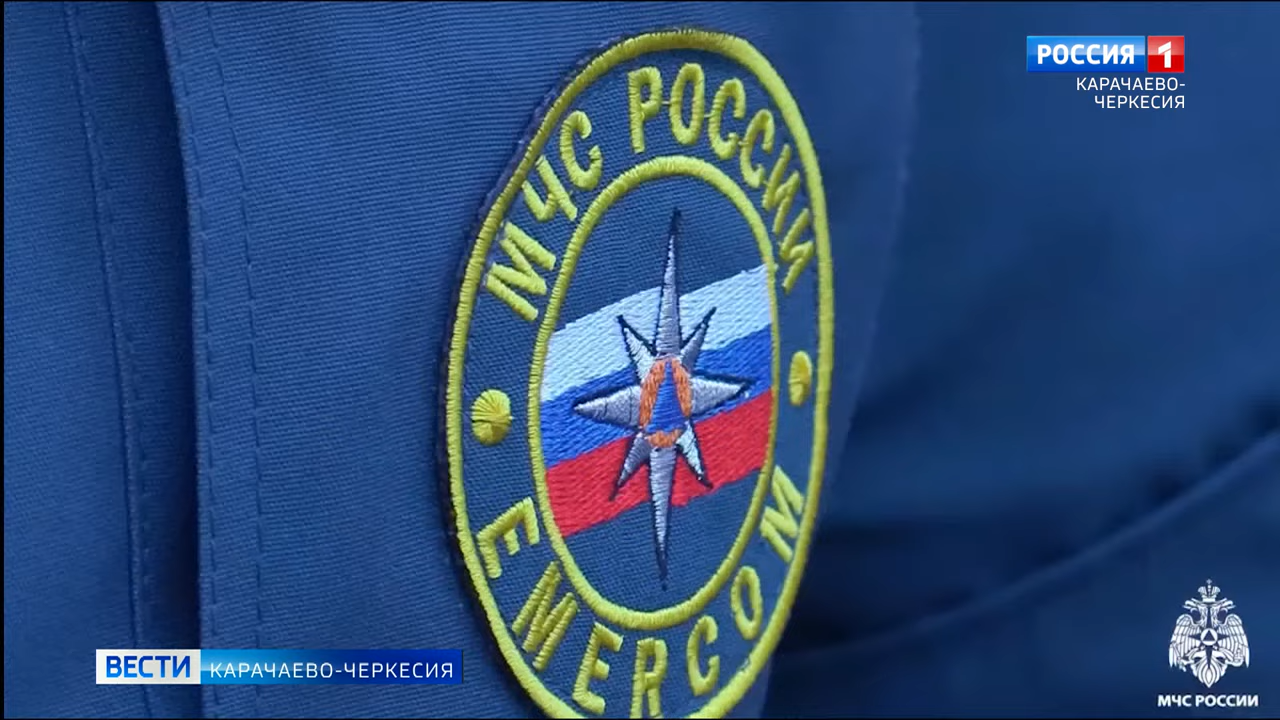 РОССИЯ 1
КАРАЧАЕВО-
ЧЕРКЕСИЯ
МЧС РОССИИ
EMERCOM
ВЕСТИ КАРАЧАЕВО-ЧЕРКЕСИЯ
МЧС РОССИИ